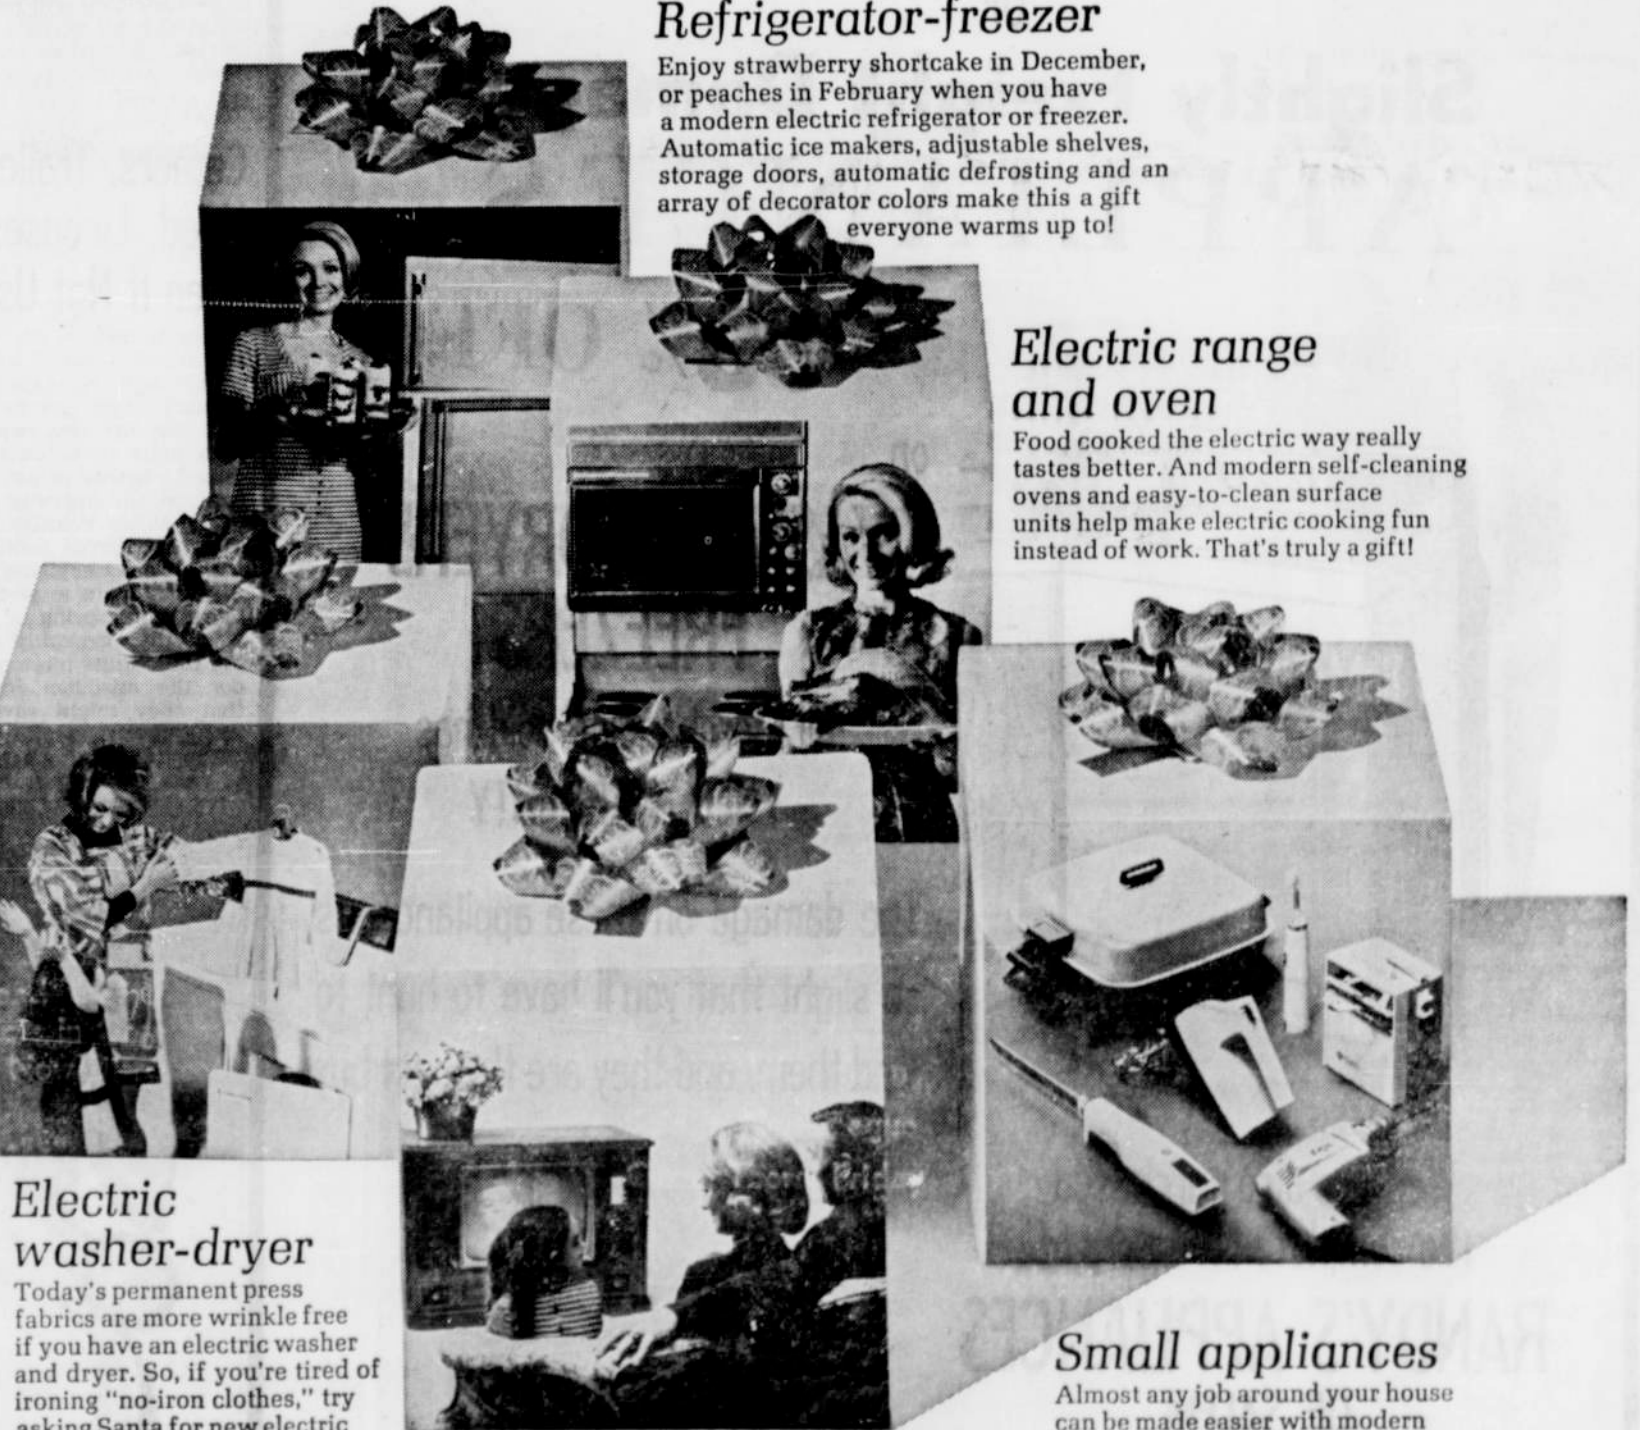 Refrigerator-freezer
Enjoy strawberry shortcake in December,
or peaches in February when you have
a modern electric refrigerator or freezer.
Automatic ice makers, adjustable shelves,
storage doors, automatic defrosting and an
array of decorator colors make this a gift
everyone warms up to!
Electric range
and oven
Food cooked the electric way really
tastes better. And modern self-cleaning
ovens and easy-to-clean surface
units help make electric cooking fun
instead of work. That's truly a gift!
Electric
washer-dryer
Today's permanent press
fabrics are more wrinkle free
if you have an electric washer
and dryer. So, if you're tired of
ironing "no-iron clothes," try
asking Santa for new electric
Small appliances
Almost any job around your house
can be made easier with modern